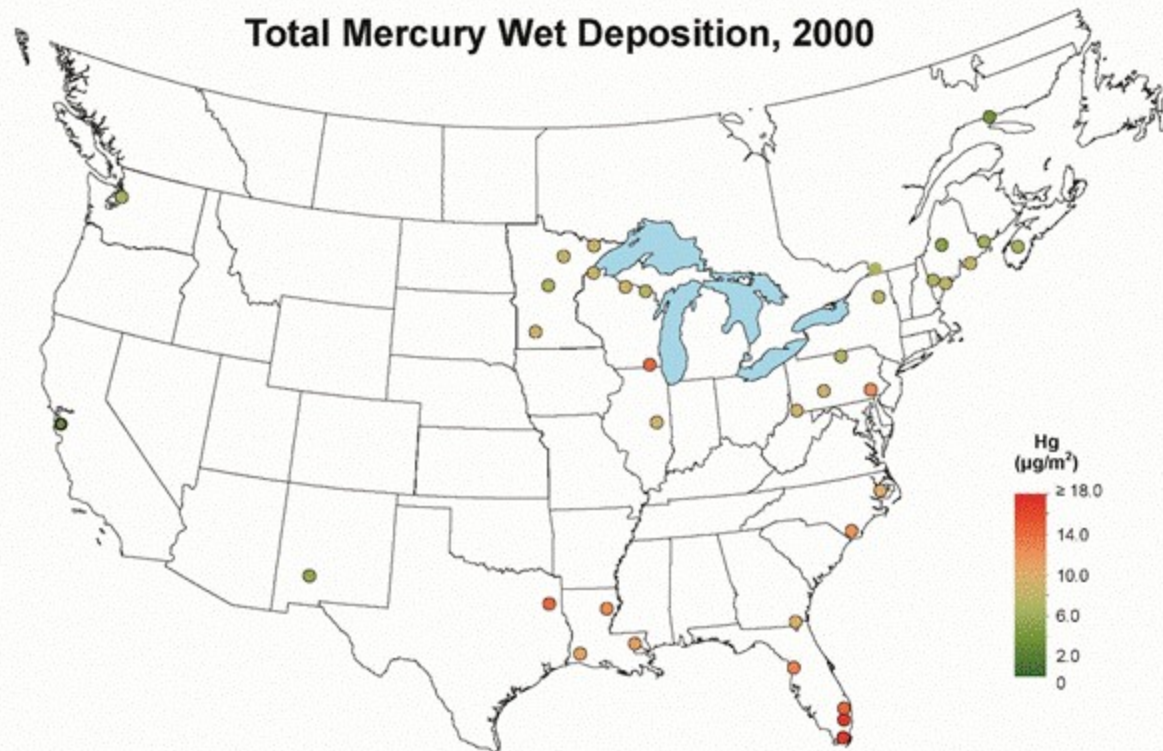 Total Mercury Wet Deposition, 2000
Hg
(µg/m²)
≥ 18.0
14.0
10.0
6.0
2.0
0